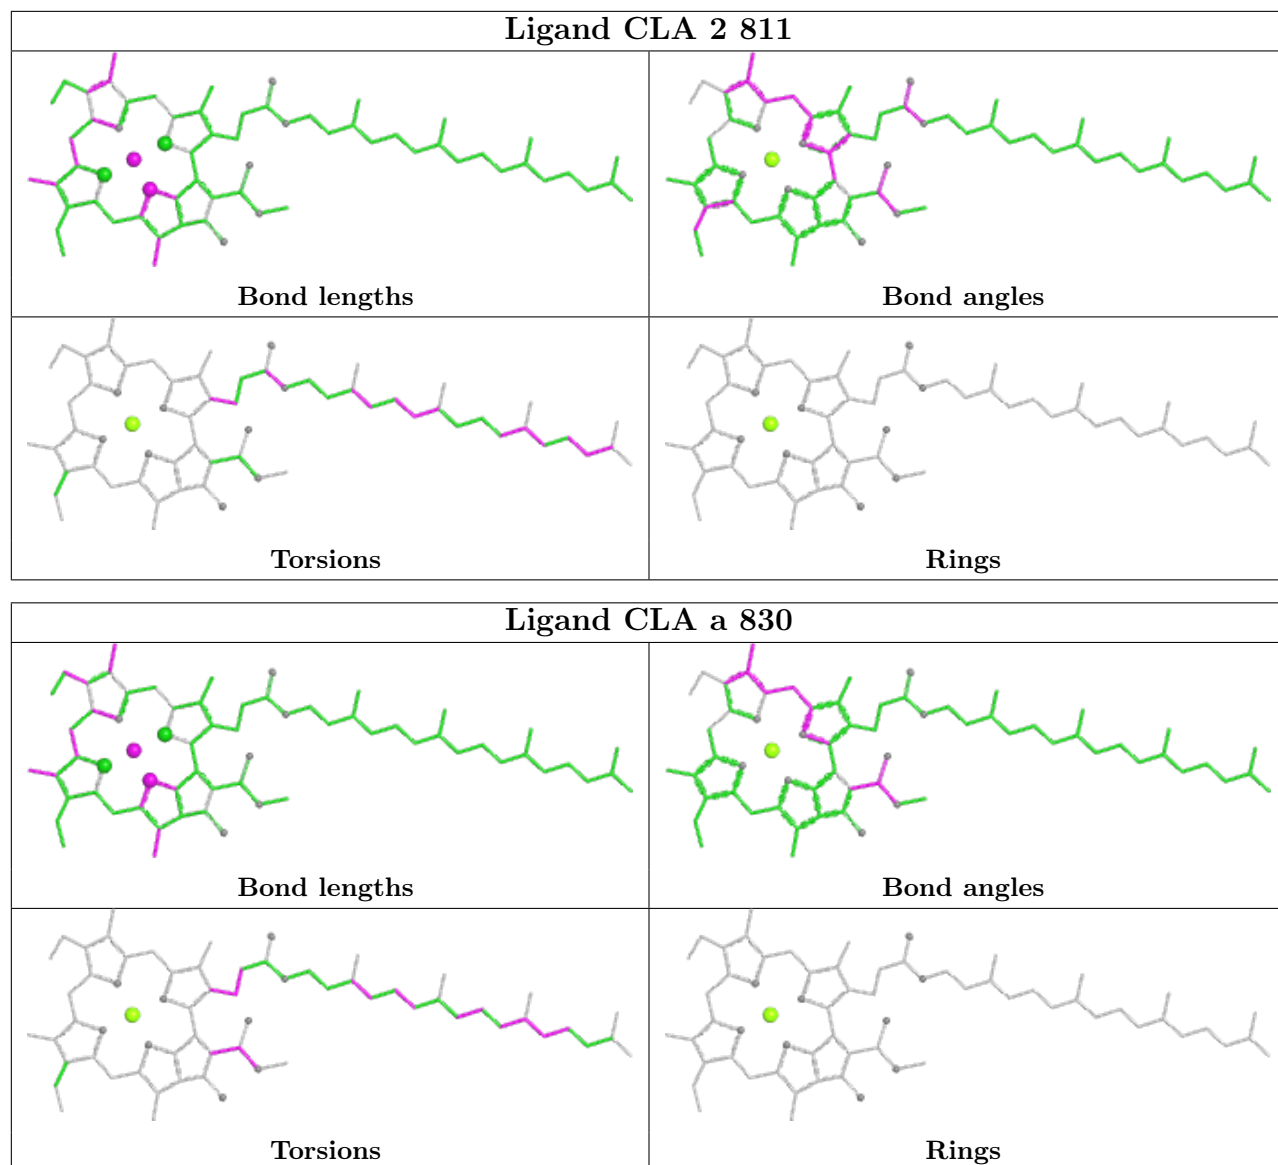 Ligand CLA 2 811
Bond lengths
Bond angles
Torsions
Rings
Ligand CLA a 830
Bond lengths
Bond angles
Torsions
Rings